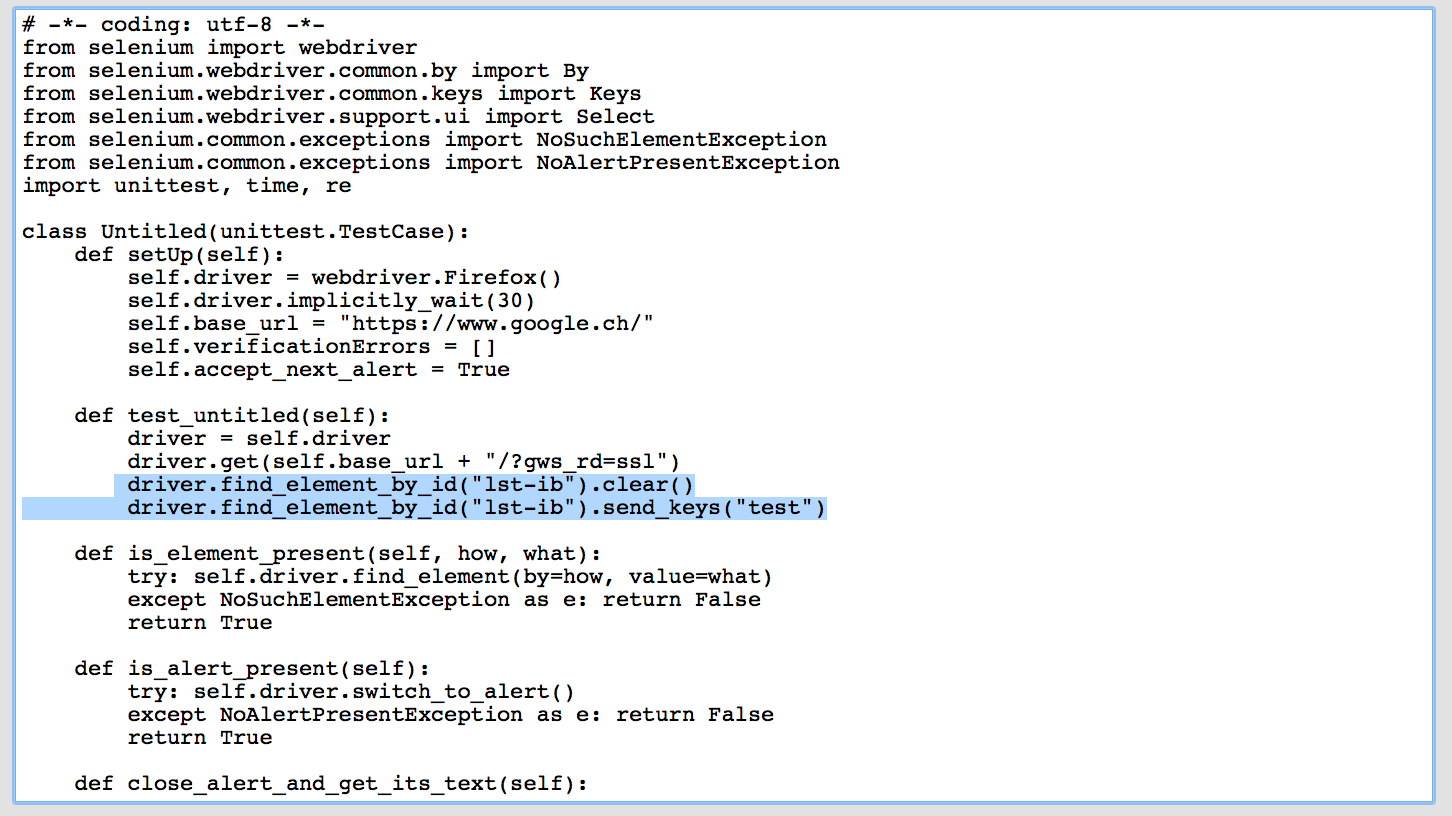 # -*- coding: utf-8 -*-
from selenium import webdriver
from selenium.webdriver.common.by import By
from selenium.webdriver.common.keys import Keys
from selenium.webdriver.support.ui import Select
from selenium.common.exceptions import NoSuchElementException
from selenium.common.exceptions import NoAlertPresentException
import unittest, time, re

class Untitled(unittest.TestCase):
    def setUp(self):
        self.driver = webdriver.Firefox()
        self.driver.implicitly_wait(30)
        self.base_url = "https://www.google.ch/"
        self.verificationErrors = []
        self.accept_next_alert = True

    def test_untitled(self):
        driver = self.driver
        driver.get(self.base_url + "/?gws_rd=ssl")
        driver.find_element_by_id("lst-ib").clear()
        driver.find_element_by_id("lst-ib").send_keys("test")

    def is_element_present(self, how, what):
        try: self.driver.find_element(by=how, value=what)
        except NoSuchElementException as e: return False
        return True

    def is_alert_present(self):
        try: self.driver.switch_to_alert()
        except NoAlertPresentException as e: return False
        return True

    def close_alert_and_get_its_text(self):